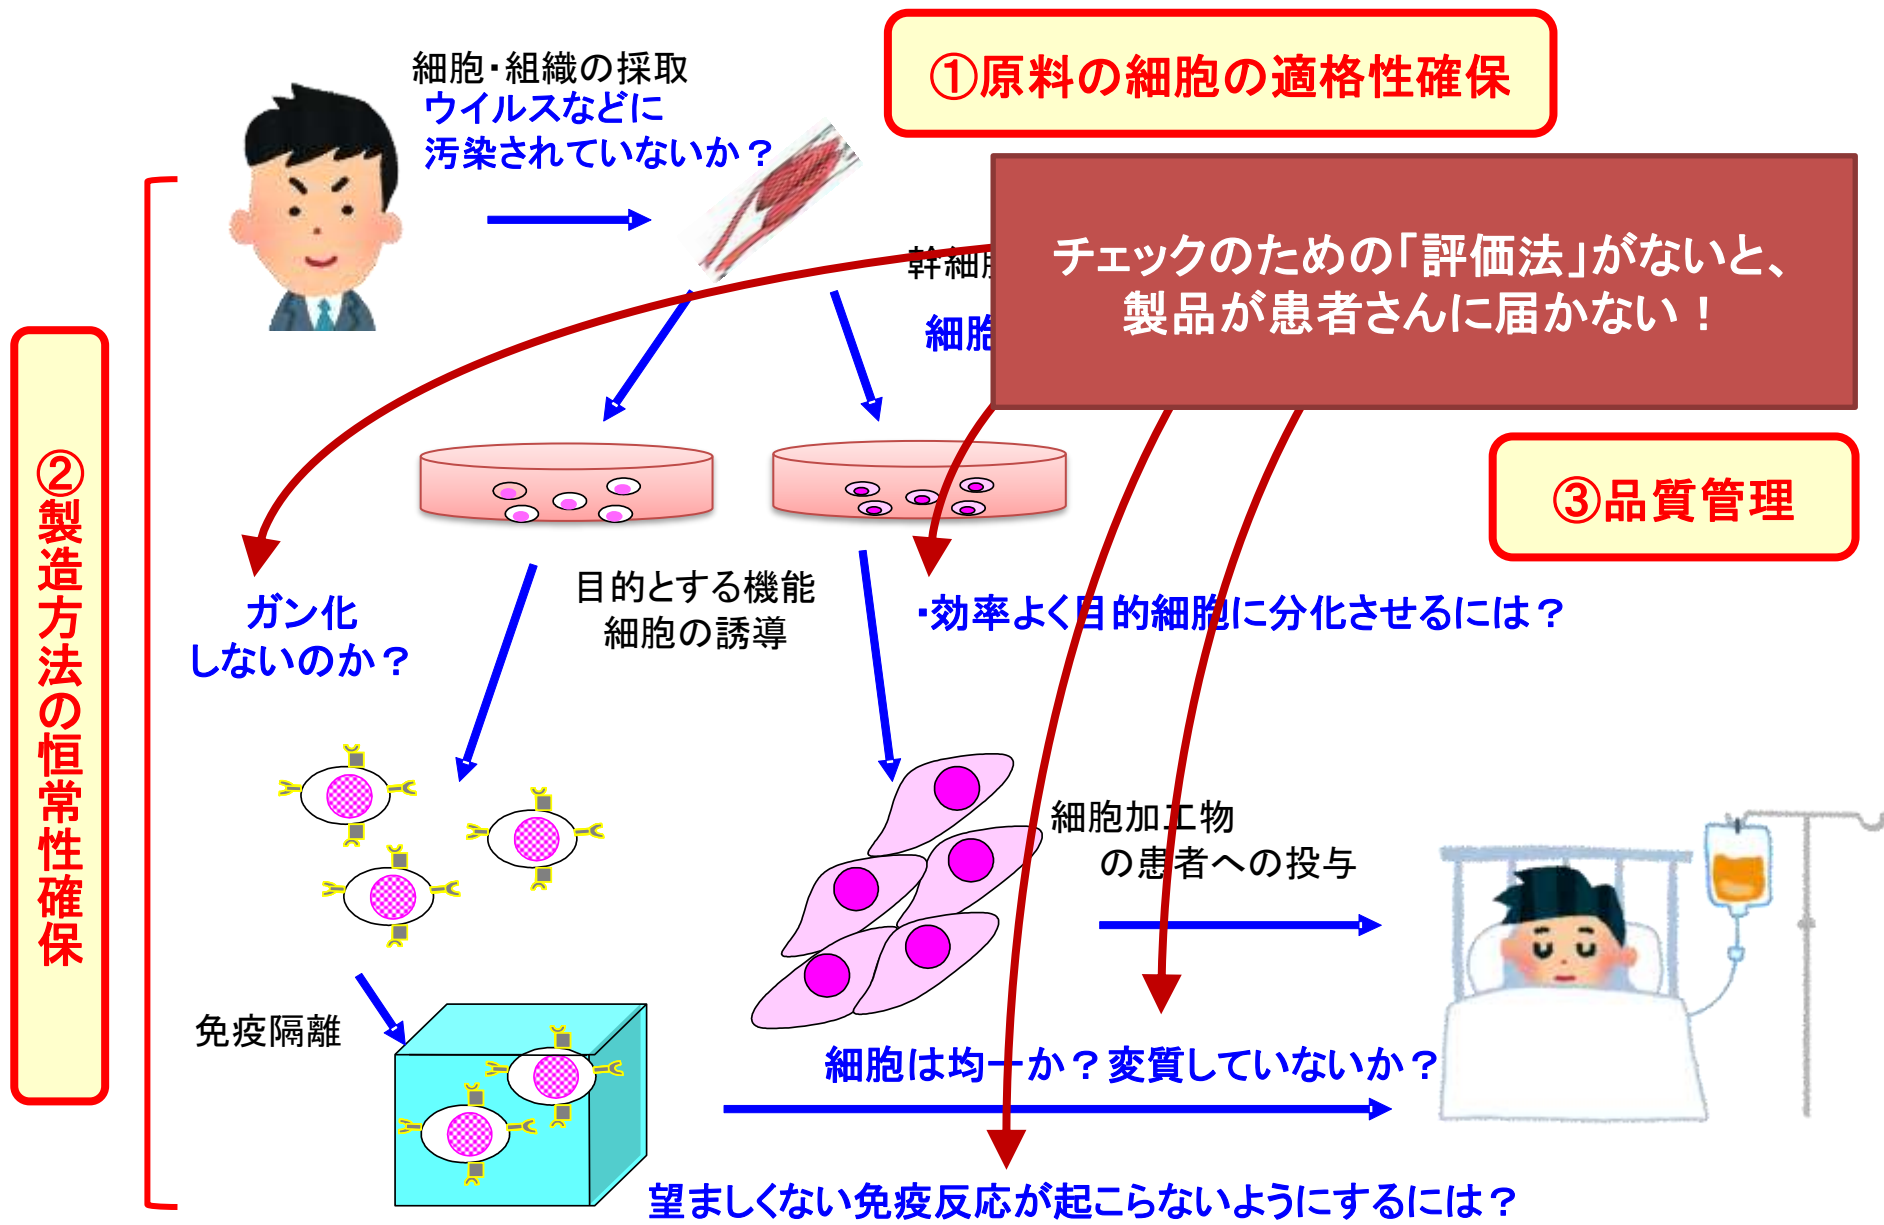 ①原料の細胞の適格性確保
細胞・組織の採取
ウイルスなどに
汚染されていないか？
チェックのための「評価法」がないと、
製品が患者さんに届かない！
幹細
細胞
②製造方法の恒常性確保
③品質管理
目的とする機能
細胞の誘導
・効率よく目的細胞に分化させるには？
ガン化
しないのか？
細胞加工物
の患者への投与
免疫隔離
細胞は均一か？変質していないか？
望ましくない免疫反応が起こらないようにするには？